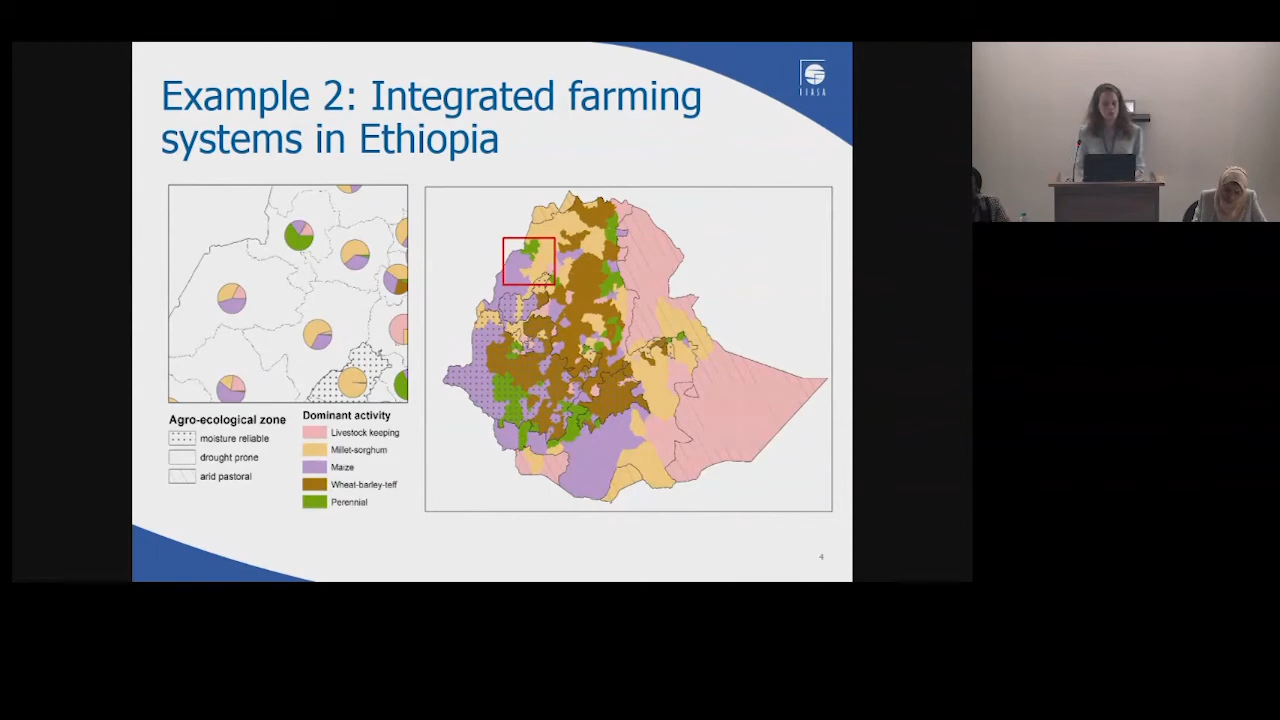 Example 2: Integrated farming
systems in Ethiopia
IIASA
Agro-ecological zone
moisture reliable
drought prone
arid pastoral
Dominant activity
Livestock keeping
Millet-sorghum
Maize
Wheat-barley-teff
Perennial
4